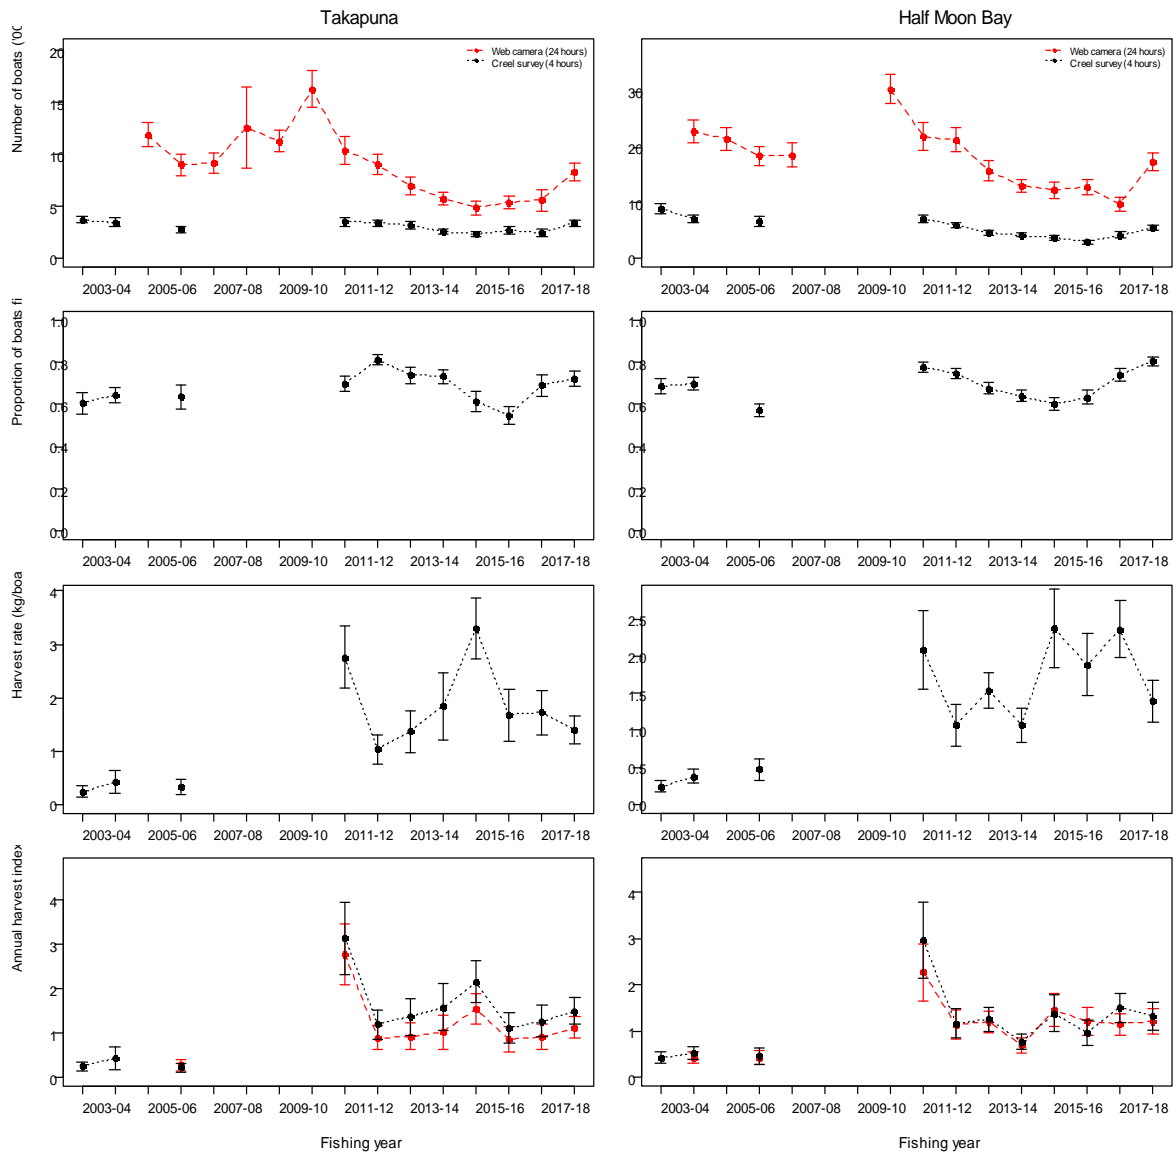 Takapuna
Half Moon Bay
Number of boats ('00
20
15
10
5
0
Web camera (24 hours)
Creel survey (4 hours)
30
20
10
0
Web camera (24 hours)
Creel survey (4 hours)
2003-04 2005-06 2007-08 2009-10 2011-12 2013-14 2015-16 2017-18
2003-04 2005-06 2007-08 2009-10 2011-12 2013-14 2015-16 2017-18
Proportion of boats fi
1.0
0.8
0.6
0.4
0.2
0.0
1.0
0.8
0.6
0.4
0.2
0.0
2003-04 2005-06 2007-08 2009-10 2011-12 2013-14 2015-16 2017-18
2003-04 2005-06 2007-08 2009-10 2011-12 2013-14 2015-16 2017-18
Harvest rate (kg/boa
4
3
2
1
0
2.5
2.0
1.5
1.0
0.5
0.0
2003-04 2005-06 2007-08 2009-10 2011-12 2013-14 2015-16 2017-18
2003-04 2005-06 2007-08 2009-10 2011-12 2013-14 2015-16 2017-18
Annual harvest index
4
3
2
1
0
4
3
2
1
0
2003-04 2005-06 2007-08 2009-10 2011-12 2013-14 2015-16 2017-18
2003-04 2005-06 2007-08 2009-10 2011-12 2013-14 2015-16 2017-18
Fishing year
Fishing year